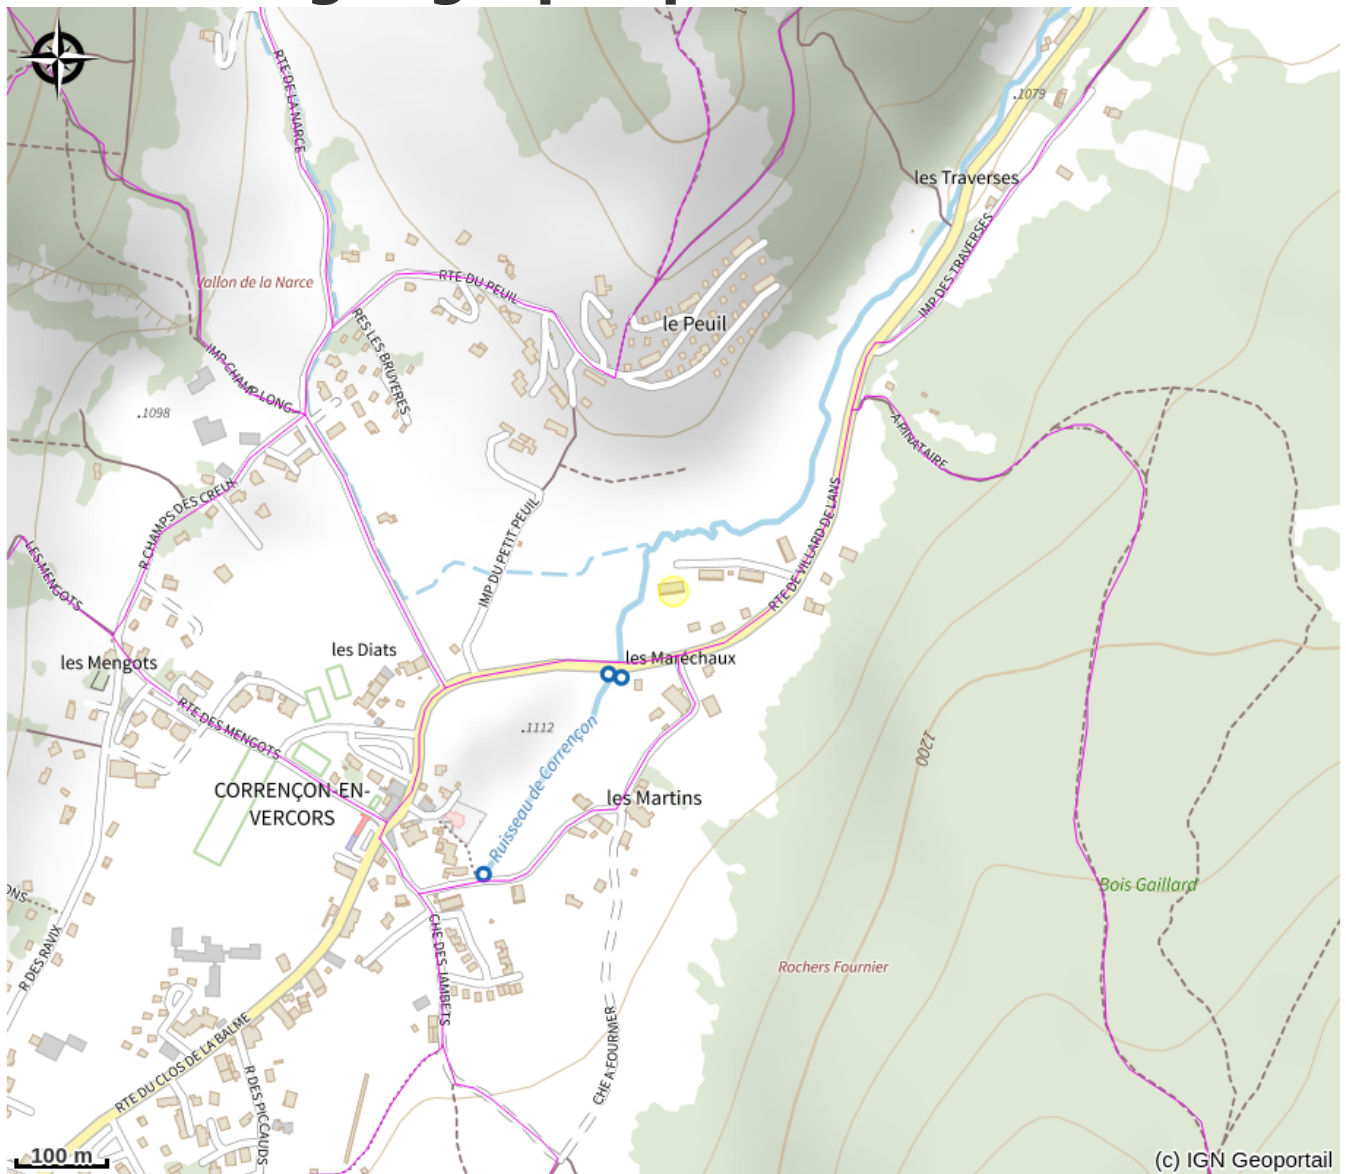 RTE DE LA NARCE
.1079
les Traverses
IMP DES TRAVERSES
Vallon de la Narce
RTE DU PEUIL
le Peuil
RES LES BRUYERES
IMP CHAMP LONG
.1098
A PINATAIRE
R CHAMPS DES CREUX
RTE DE VILLARD DE LANS
IMP DU PETIT PEUIL
LES MENGOTS
les Diats
les Mengots
les Maréchaux
RTE DES MENGOTS
.1112
1200
Ruisseau de Corrençon
CORRENÇON-EN-
VERCORS
les Martins
Bois Gaillard
ONS
R DES RAVIX
CHE DES JAMBETS
Rochers Fournier
CHE A FOURNIER
RTE DU CLOS DE LA BALME
R DES PICCAUDS
100 m
(c) IGN Geoportail